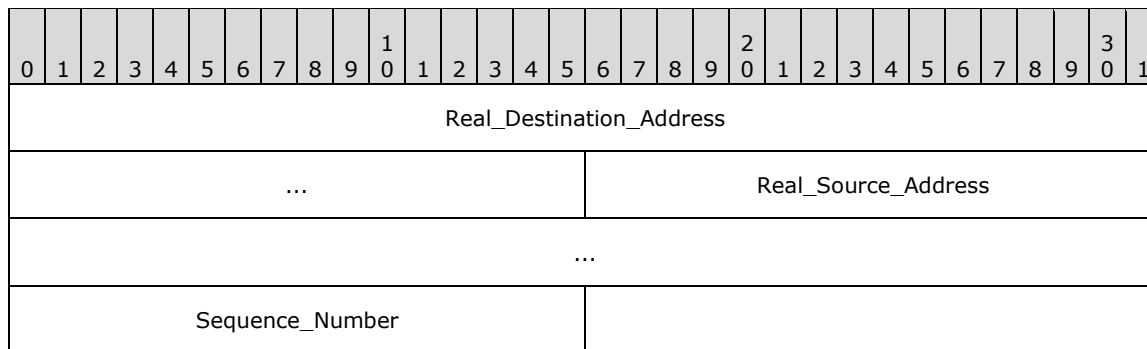 1 2 3
0 1 2 3 4 5 6 7 8 9 0 1 2 3 4 5 6 7 8 9 0 1 2 3 4 5 6 7 8 9 0 1
Real_Destination_Address
... Real_Source_Address
...
Sequence_Number